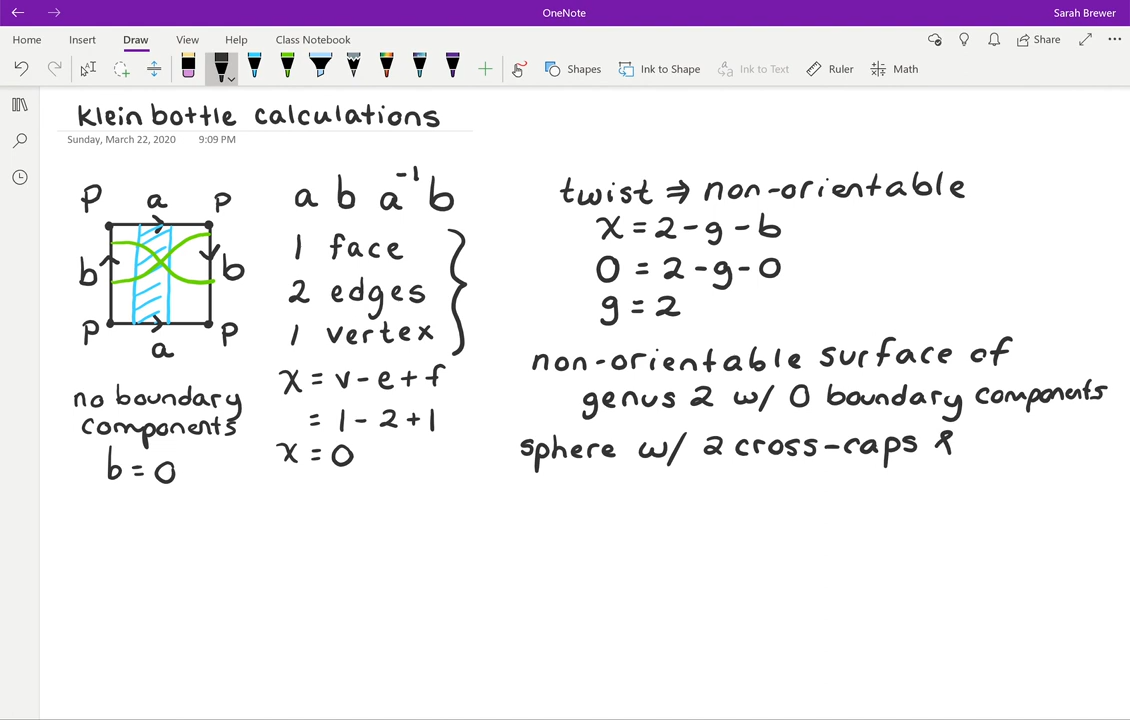 OneNote
Sarah Brewer
Home Insert Draw View Help Class Notebook
Share
Shapes Ink to Shape Ink to Text Ruler Math
Klein bottle calculations
Sunday, March 22, 2020 9:09 PM
P a P
b b
P a P
no boundary
components
b = 0
a b a⁻¹ b
1 face
2 edges
1 vertex
χ = v - e + f
= 1 - 2 + 1
χ = 0
twist ⇒ non-orientable
χ = 2 - g - b
0 = 2 - g - 0
g = 2
non-orientable surface of
genus 2 w/ 0 boundary components
sphere w/ 2 cross-caps &